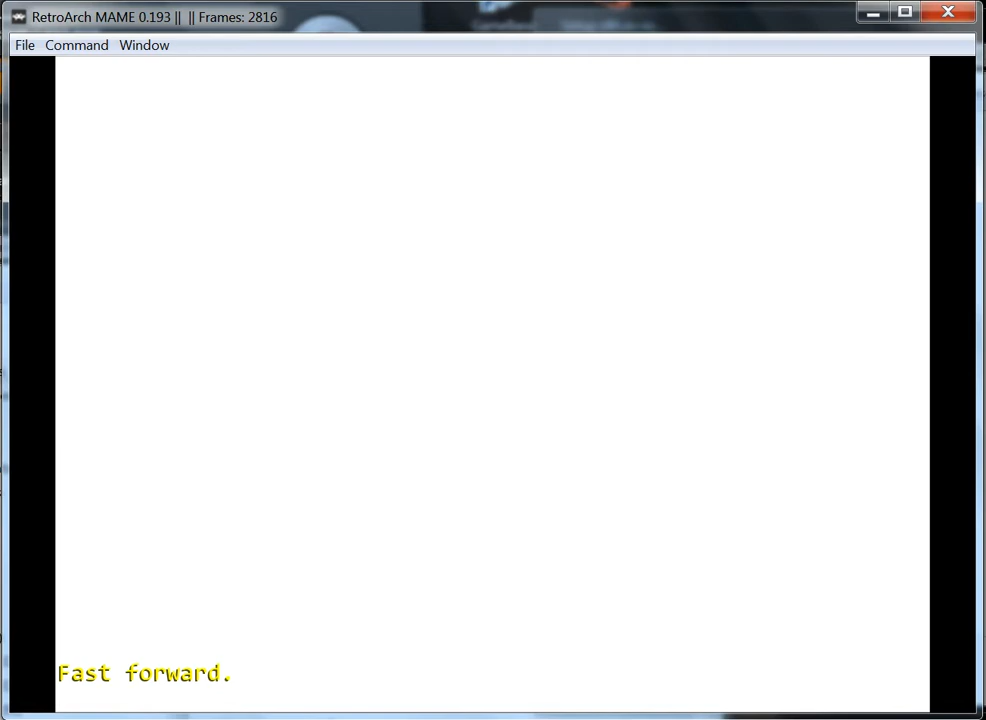 RetroArch MAME 0.193 || || Frames: 2816
File Command Window
Fast forward.